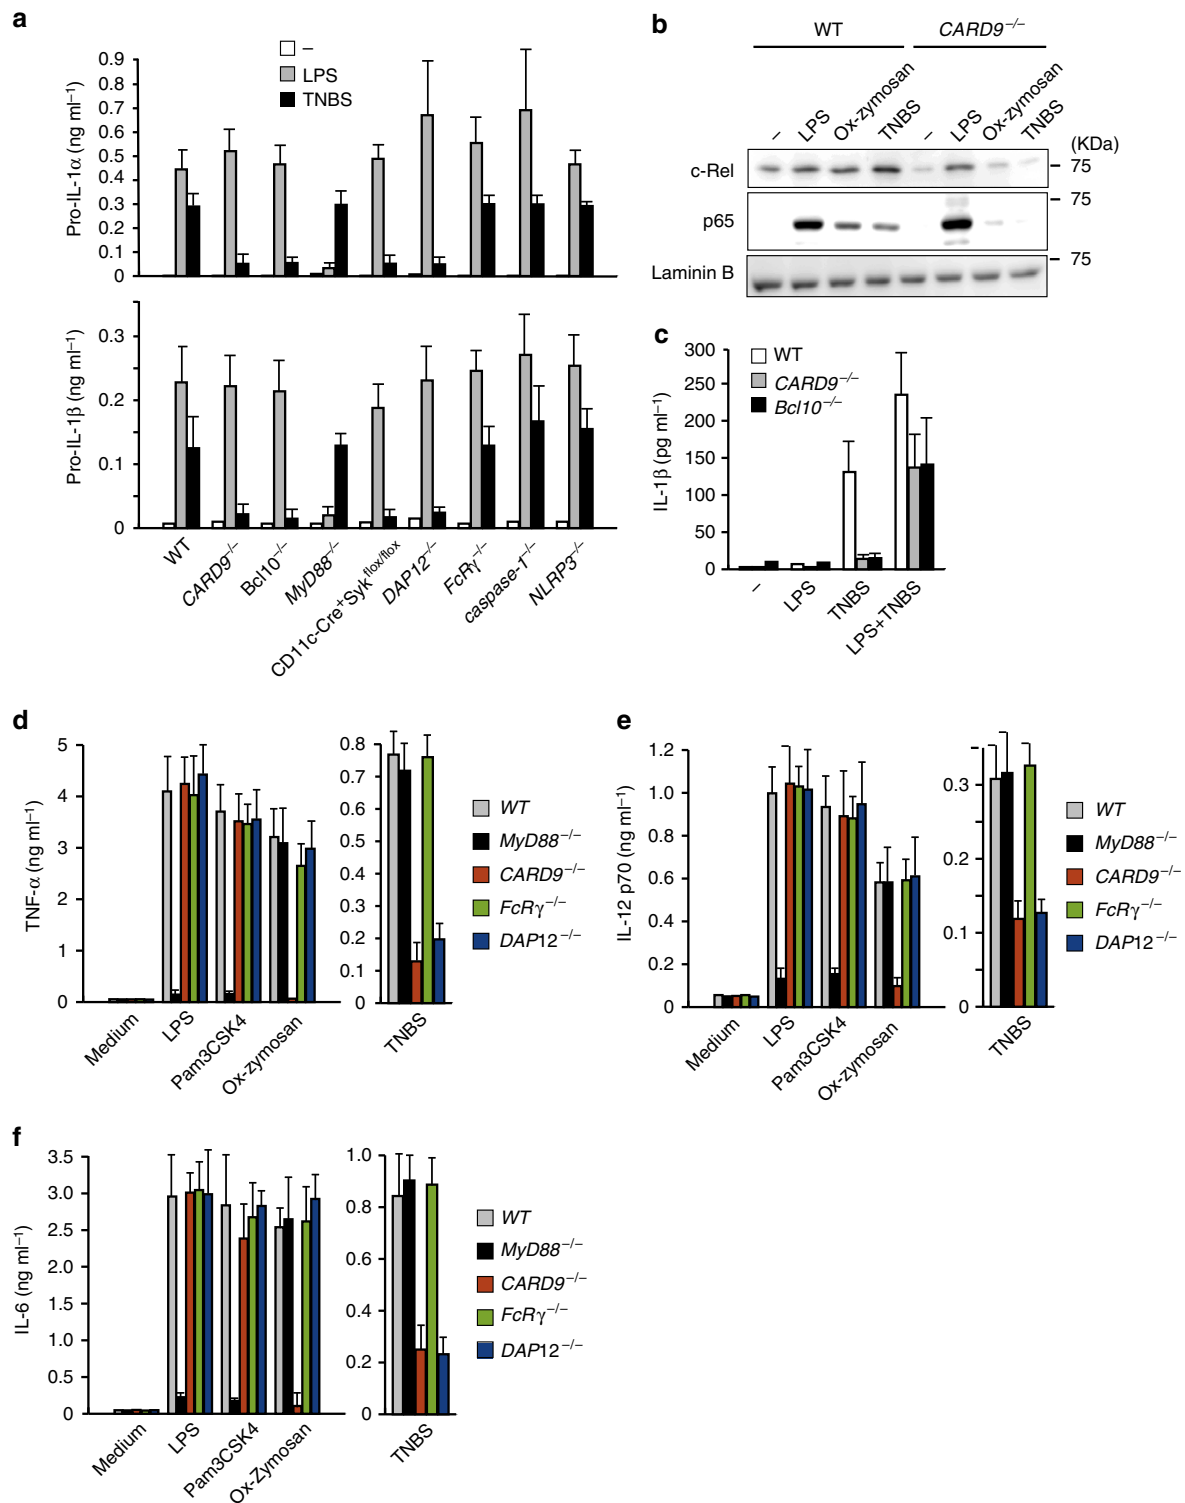 a
–
LPS
TNBS
Pro-IL-1α (ng ml⁻¹)
0.9
0.8
0.7
0.6
0.5
0.4
0.3
0.2
0.1
0
Pro-IL-1β (ng ml⁻¹)
0.3
0.2
0.1
0
WT
CARD9⁻/⁻
Bcl10⁻/⁻
MyD88⁻/⁻
CD11c-Cre⁺Syk^flox/flox
DAP12⁻/⁻
FcRγ⁻/⁻
caspase-1⁻/⁻
NLRP3⁻/⁻
b
WT CARD9⁻/⁻
– LPS Ox-zymosan TNBS – LPS Ox-zymosan TNBS
(KDa)
c-Rel 75
p65 75
Laminin B 75
c
WT
CARD9⁻/⁻
Bcl10⁻/⁻
IL-1β (pg ml⁻¹)
300
250
200
150
100
50
0
– LPS TNBS LPS+TNBS
d
TNF-α (ng ml⁻¹)
5
4
3
2
1
0
Medium LPS Pam3CSK4 Ox-zymosan
0.8
0.7
0.6
0.5
0.4
0.3
0.2
0.1
0
TNBS
WT
MyD88⁻/⁻
CARD9⁻/⁻
FcRγ⁻/⁻
DAP12⁻/⁻
e
IL-12 p70 (ng ml⁻¹)
1.2
1.0
0.8
0.6
0.4
0.2
0
Medium LPS Pam3CSK4 Ox-zymosan
0.3
0.2
0.1
0
TNBS
WT
MyD88⁻/⁻
CARD9⁻/⁻
FcRγ⁻/⁻
DAP12⁻/⁻
f
IL-6 (ng ml⁻¹)
3.5
3.0
2.5
2.0
1.5
1.0
0.5
0
Medium LPS Pam3CSK4 Ox-Zymosan
1.0
0.8
0.6
0.4
0.2
0
TNBS
WT
MyD88⁻/⁻
CARD9⁻/⁻
FcRγ⁻/⁻
DAP12⁻/⁻